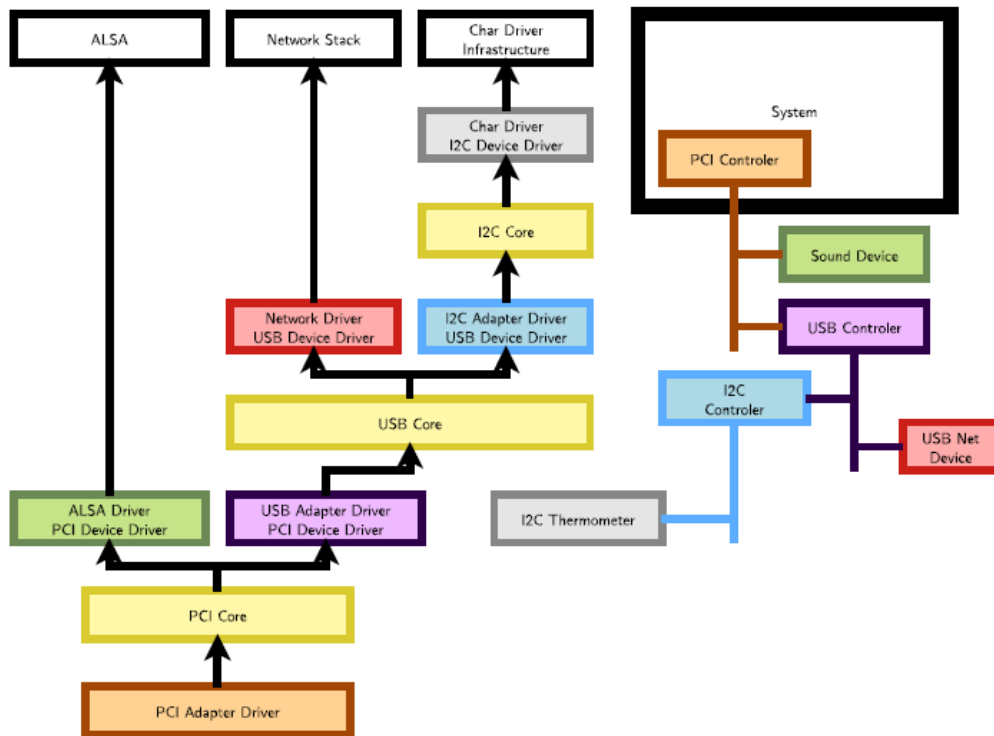 ALSA
Network Stack
Char Driver
Infrastructure
Char Driver
I2C Device Driver
I2C Core
Network Driver
USB Device Driver
I2C Adapter Driver
USB Device Driver
USB Core
ALSA Driver
PCI Device Driver
USB Adapter Driver
PCI Device Driver
PCI Core
PCI Adapter Driver
System
PCI Controler
Sound Device
USB Controler
I2C
Controler
USB Net
Device
I2C Thermometer